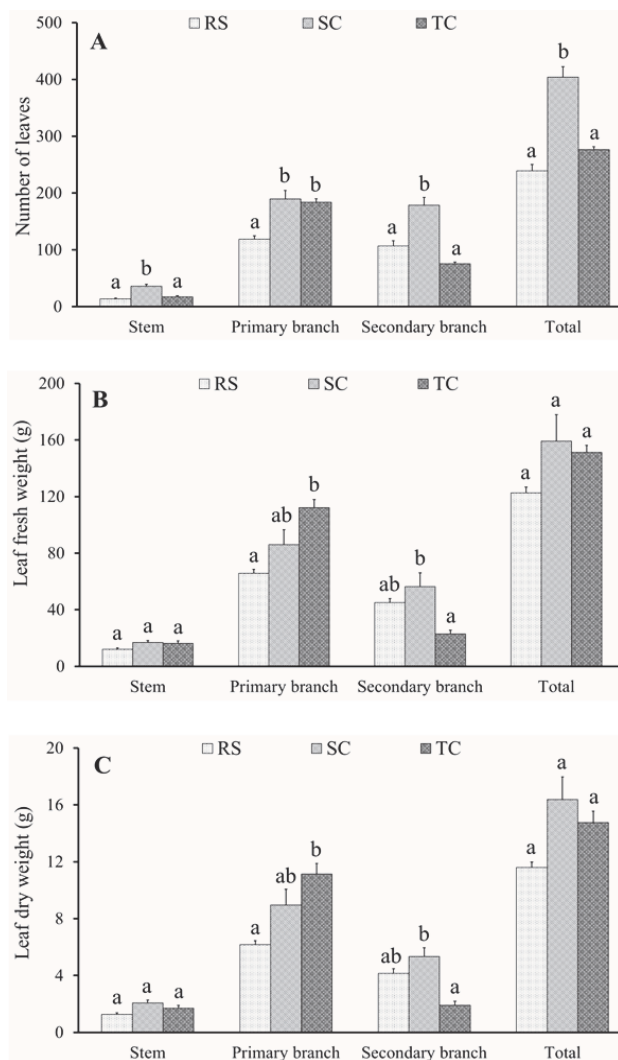 A RS SC TC
500
400
300
200
100
0
Number of leaves
a b a
a b b
a b a
a b a
Stem Primary branch Secondary branch Total
B RS SC TC
200
160
120
80
40
0
Leaf fresh weight (g)
a a a
a ab b
ab b a
a a a
Stem Primary branch Secondary branch Total
C RS SC TC
20
16
12
8
4
0
Leaf dry weight (g)
a a a
a ab b
ab b a
a a a
Stem Primary branch Secondary branch Total